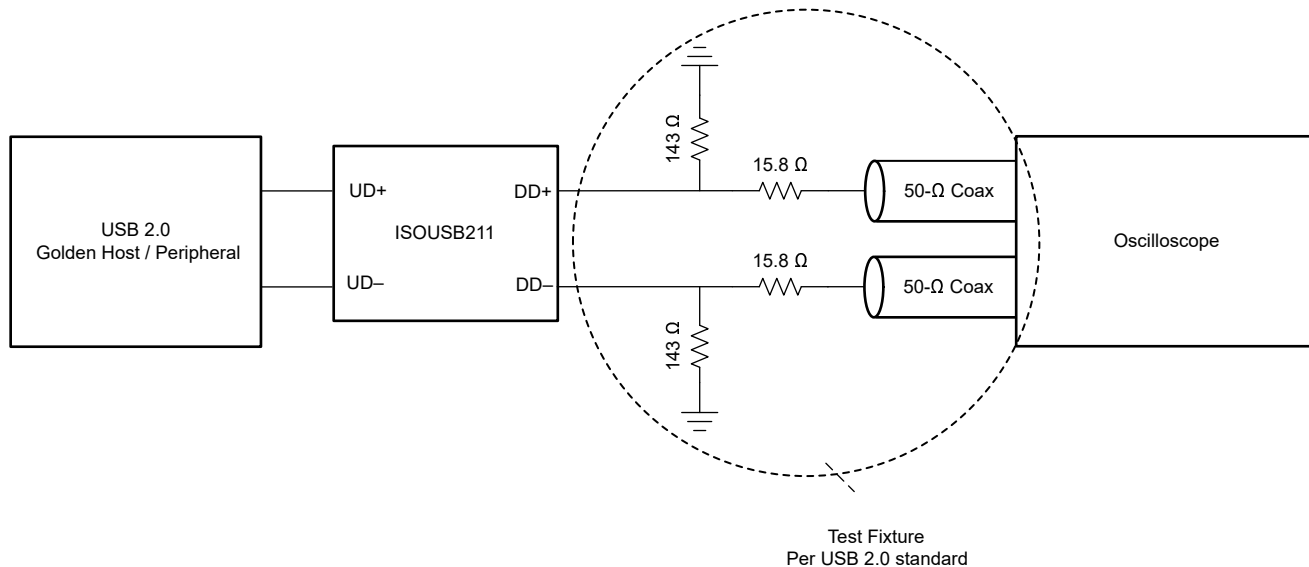 USB 2.0
Golden Host / Peripheral
UD+
UD–
ISOUSB211
DD+
DD–
143 Ω
15.8 Ω
50-Ω Coax
15.8 Ω
50-Ω Coax
143 Ω
Oscilloscope
Test Fixture
Per USB 2.0 standard